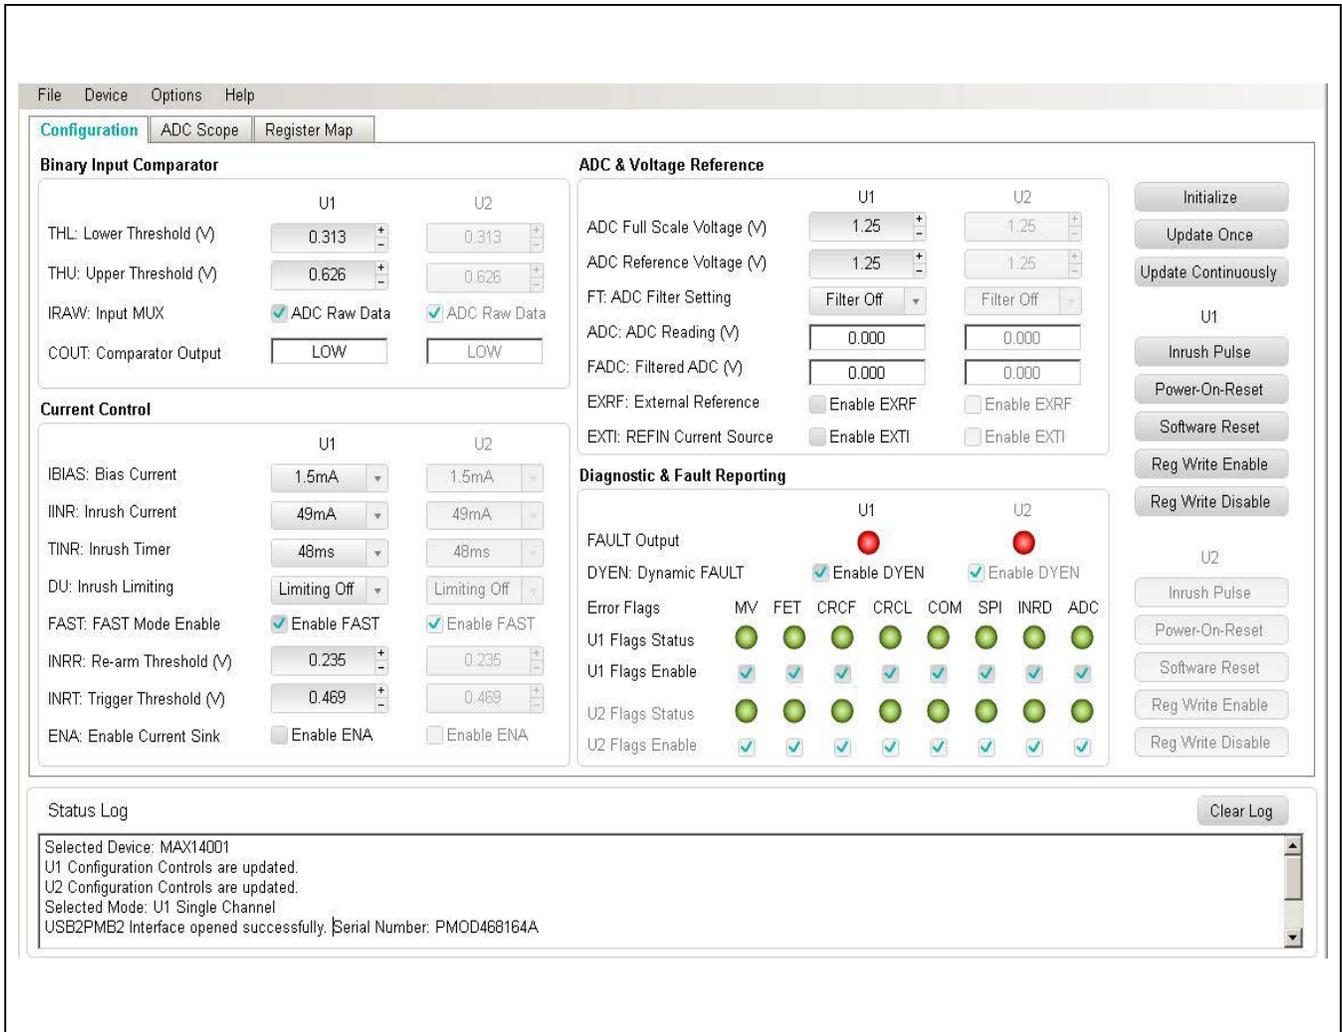 File Device Options Help
Configuration ADC Scope Register Map
Binary Input Comparator
U1 U2
THL: Lower Threshold (V) 0.313 + - 0.313 + -
THU: Upper Threshold (V) 0.626 + - 0.626 + -
IRAW: Input MUX ADC Raw Data ADC Raw Data
COUT: Comparator Output LOW LOW
Current Control
U1 U2
IBIAS: Bias Current 1.5mA 1.5mA
IINR: Inrush Current 49mA 49mA
TINR: Inrush Timer 48ms 48ms
DU: Inrush Limiting Limiting Off Limiting Off
FAST: FAST Mode Enable Enable FAST Enable FAST
INRR: Re-arm Threshold (V) 0.235 + - 0.235 + -
INRT: Trigger Threshold (V) 0.469 + - 0.469 + -
ENA: Enable Current Sink Enable ENA Enable ENA
ADC & Voltage Reference
U1 U2
ADC Full Scale Voltage (V) 1.25 + - 1.25 + -
ADC Reference Voltage (V) 1.25 + - 1.25 + -
FT: ADC Filter Setting Filter Off Filter Off
ADC: ADC Reading (V) 0.000 0.000
FADC: Filtered ADC (V) 0.000 0.000
EXRF: External Reference Enable EXRF Enable EXRF
EXTI: REFIN Current Source Enable EXTI Enable EXTI
Diagnostic & Fault Reporting
U1 U2
FAULT Output
DYEN: Dynamic FAULT Enable DYEN Enable DYEN
Error Flags MV FET CRCF CRCL COM SPI INRD ADC
U1 Flags Status
U1 Flags Enable
U2 Flags Status
U2 Flags Enable
Initialize
Update Once
Update Continuously
U1
Inrush Pulse
Power-On-Reset
Software Reset
Reg Write Enable
Reg Write Disable
U2
Inrush Pulse
Power-On-Reset
Software Reset
Reg Write Enable
Reg Write Disable
Status Log Clear Log
Selected Device: MAX14001
U1 Configuration Controls are updated.
U2 Configuration Controls are updated.
Selected Mode: U1 Single Channel
USB2PMB2 Interface opened successfully. Serial Number: PMOD468164A